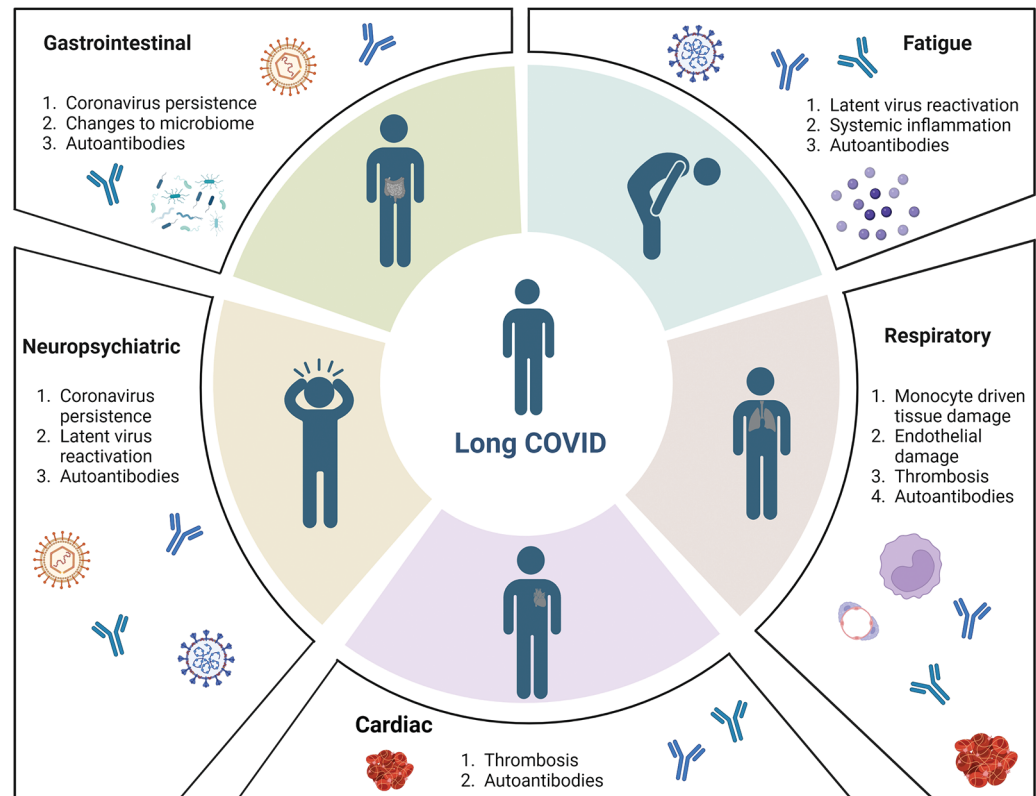 Gastrointestinal
1. Coronavirus persistence
2. Changes to microbiome
3. Autoantibodies
Fatigue
1. Latent virus reactivation
2. Systemic inflammation
3. Autoantibodies
Neuropsychiatric
1. Coronavirus
persistence
2. Latent virus
reactivation
3. Autoantibodies
Long COVID
Respiratory
1. Monocyte driven
tissue damage
2. Endothelial
damage
3. Thrombosis
4. Autoantibodies
Cardiac
1. Thrombosis
2. Autoantibodies